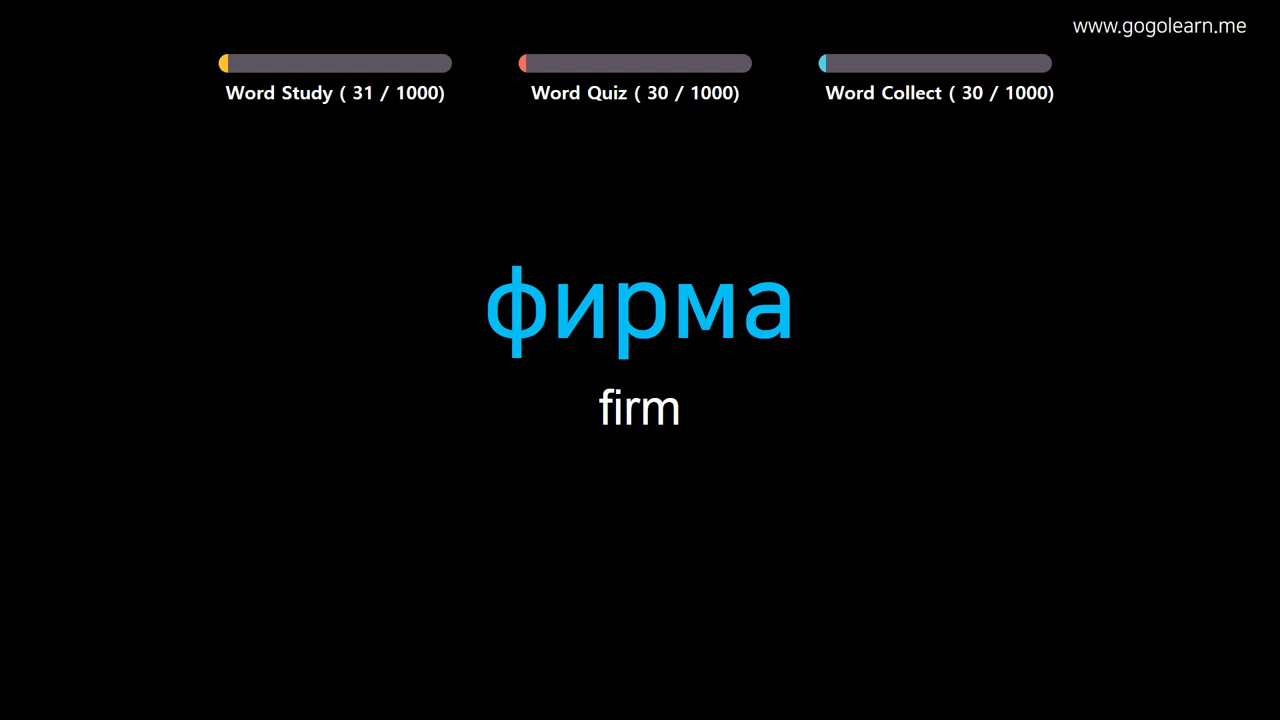 www.gogolearn.me
Word Study ( 31 / 1000)
Word Quiz ( 30 / 1000)
Word Collect ( 30 / 1000)
фирма
firm